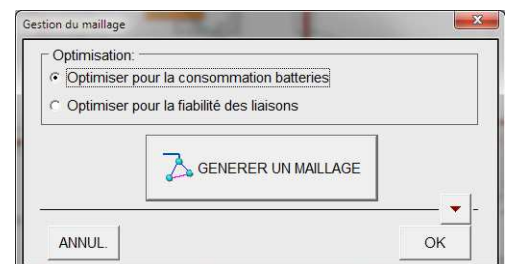 Gestion du maillage
Optimisation:
Optimiser pour la consommation batteries
Optimiser pour la fiabilité des liaisons
GENERER UN MAILLAGE
ANNUL.
OK